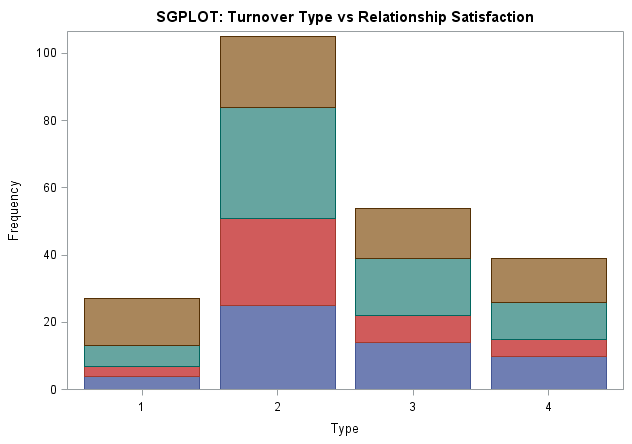 SGPLOT: Turnover Type vs Relationship Satisfaction
100
80
60
40
20
0
Frequency
1 2 3 4
Type